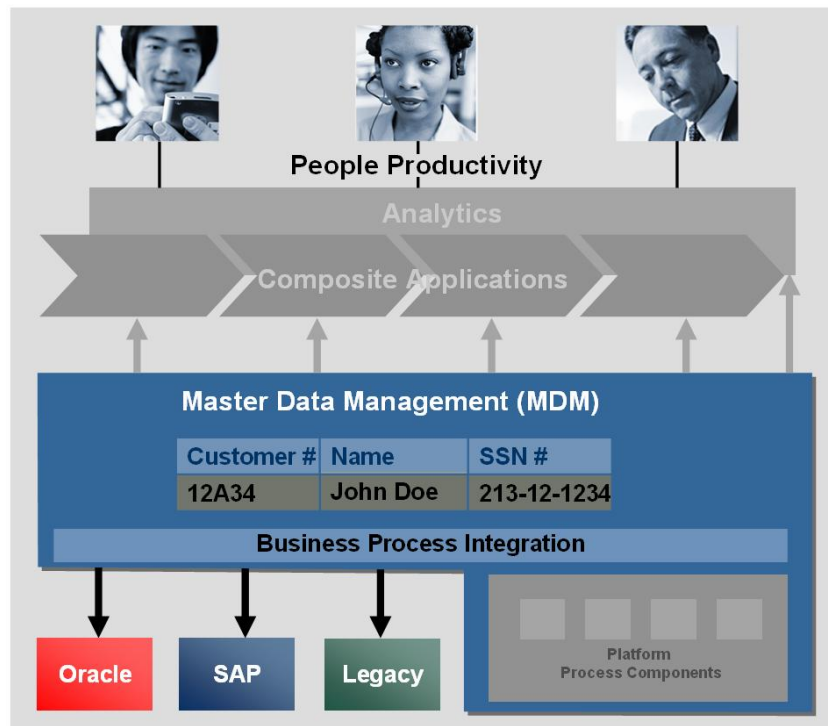 People Productivity
Analytics
Composite Applications
Master Data Management (MDM)
Customer # Name SSN #
12A34 John Doe 213-12-1234
Business Process Integration
Oracle SAP Legacy
Platform
Process Components